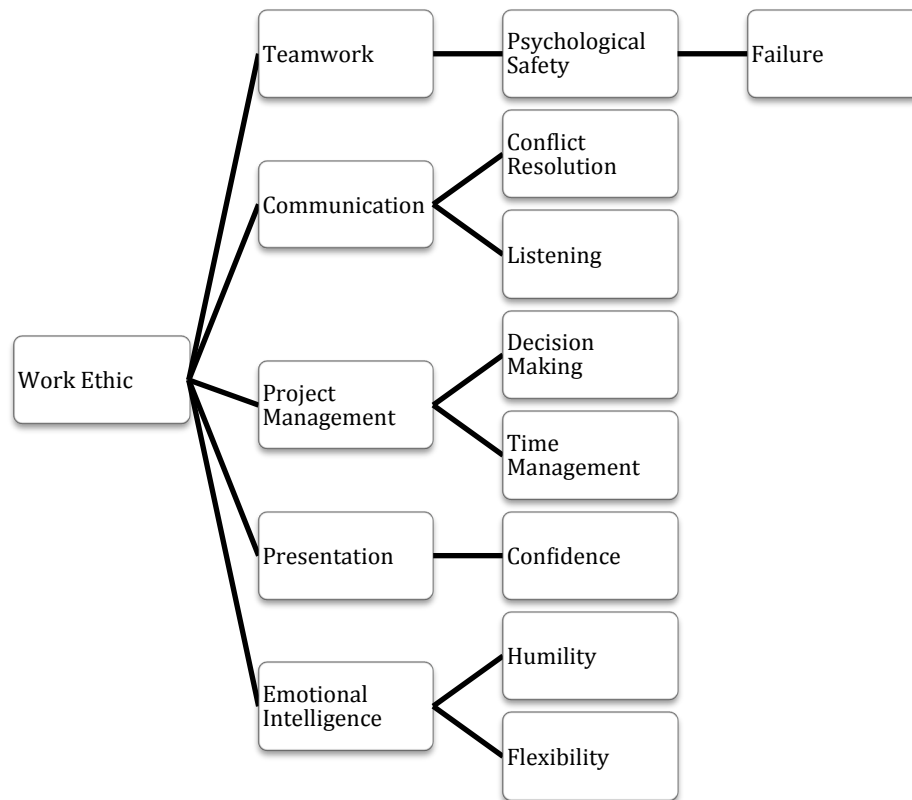 Teamwork
Psychological
Safety
Failure
Communication
Conflict
Resolution
Listening
Work Ethic
Project
Management
Decision
Making
Time
Management
Presentation
Confidence
Emotional
Intelligence
Humility
Flexibility